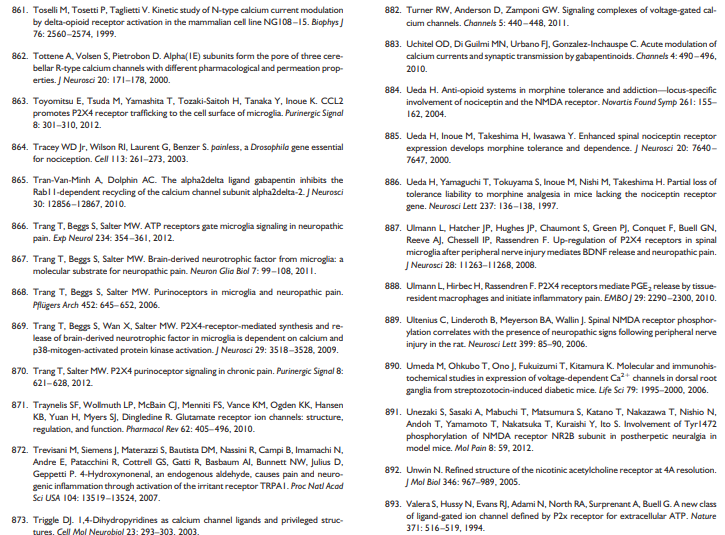 861. Toselli M, Tosetti P, Taglietti V. Kinetic study of N-type calcium current modulation
by delta-opioid receptor activation in the mammalian cell line NG108–15. Biophys J
76: 2560–2574, 1999.
862. Tottene A, Volsen S, Pietrobon D. Alpha(1E) subunits form the pore of three cere-
bellar R-type calcium channels with different pharmacological and permeation prop-
erties. J Neurosci 20: 171–178, 2000.
863. Toyomitsu E, Tsuda M, Yamashita T, Tozaki-Saitoh H, Tanaka Y, Inoue K. CCL2
promotes P2X4 receptor trafficking to the cell surface of microglia. Purinergic Signal
8: 301–310, 2012.
864. Tracey WD Jr, Wilson RI, Laurent G, Benzer S. painless, a Drosophila gene essential
for nociception. Cell 113: 261–273, 2003.
865. Tran-Van-Minh A, Dolphin AC. The alpha2delta ligand gabapentin inhibits the
Rab11-dependent recycling of the calcium channel subunit alpha2delta-2. J Neurosci
30: 12856–12867, 2010.
866. Trang T, Beggs S, Salter MW. ATP receptors gate microglia signaling in neuropathic
pain. Exp Neurol 234: 354–361, 2012.
867. Trang T, Beggs S, Salter MW. Brain-derived neurotrophic factor from microglia: a
molecular substrate for neuropathic pain. Neuron Glia Biol 7: 99–108, 2011.
868. Trang T, Beggs S, Salter MW. Purinoceptors in microglia and neuropathic pain.
Pflügers Arch 452: 645–652, 2006.
869. Trang T, Beggs S, Wan X, Salter MW. P2X4-receptor-mediated synthesis and re-
lease of brain-derived neurotrophic factor in microglia is dependent on calcium and
p38-mitogen-activated protein kinase activation. J Neurosci 29: 3518–3528, 2009.
870. Trang T, Salter MW. P2X4 purinoceptor signaling in chronic pain. Purinergic Signal 8:
621–628, 2012.
871. Traynelis SF, Wollmuth LP, McBain CJ, Menniti FS, Vance KM, Ogden KK, Hansen
KB, Yuan H, Myers SJ, Dingledine R. Glutamate receptor ion channels: structure,
regulation, and function. Pharmacol Rev 62: 405–496, 2010.
872. Trevisani M, Siemens J, Materazzi S, Bautista DM, Nassini R, Campi B, Imamachi N,
Andre E, Patacchini R, Cottrell GS, Gatti R, Basbaum AI, Bunnett NW, Julius D,
Geppetti P. 4-Hydroxynonenal, an endogenous aldehyde, causes pain and neuro-
genic inflammation through activation of the irritant receptor TRPA1. Proc Natl Acad
Sci USA 104: 13519–13524, 2007.
873. Triggle DJ. 1,4-Dihydropyridines as calcium channel ligands and privileged struc-
tures. Cell Mol Neurobiol 23: 293–303, 2003.
882. Turner RW, Anderson D, Zamponi GW. Signaling complexes of voltage-gated cal-
cium channels. Channels 5: 440–448, 2011.
883. Uchitel OD, Di Guilmi MN, Urbano FJ, Gonzalez-Inchauspe C. Acute modulation of
calcium currents and synaptic transmission by gabapentinoids. Channels 4: 490–496,
2010.
884. Ueda H. Anti-opioid systems in morphine tolerance and addiction—locus-specific
involvement of nociceptin and the NMDA receptor. Novartis Found Symp 261: 155–
162, 2004.
885. Ueda H, Inoue M, Takeshima H, Iwasawa Y. Enhanced spinal nociceptin receptor
expression develops morphine tolerance and dependence. J Neurosci 20: 7640–
7647, 2000.
886. Ueda H, Yamaguchi T, Tokuyama S, Inoue M, Nishi M, Takeshima H. Partial loss of
tolerance liability to morphine analgesia in mice lacking the nociceptin receptor
gene. Neurosci Lett 237: 136–138, 1997.
887. Ulmann L, Hatcher JP, Hughes JP, Chaumont S, Green PJ, Conquet F, Buell GN,
Reeve AJ, Chessell IP, Rassendren F. Up-regulation of P2X4 receptors in spinal
microglia after peripheral nerve injury mediates BDNF release and neuropathic pain.
J Neurosci 28: 11263–11268, 2008.
888. Ulmann L, Hirbec H, Rassendren F. P2X4 receptors mediate PGE2 release by tissue-
resident macrophages and initiate inflammatory pain. EMBO J 29: 2290–2300, 2010.
889. Ultenius C, Linderoth B, Meyerson BA, Wallin J. Spinal NMDA receptor phosphor-
ylation correlates with the presence of neuropathic signs following peripheral nerve
injury in the rat. Neurosci Lett 399: 85–90, 2006.
890. Umeda M, Ohkubo T, Ono J, Fukuizumi T, Kitamura K. Molecular and immunohis-
tochemical studies in expression of voltage-dependent Ca2+ channels in dorsal root
ganglia from streptozotocin-induced diabetic mice. Life Sci 79: 1995–2000, 2006.
891. Unezaki S, Sasaki A, Mabuchi T, Matsumura S, Katano T, Nakazawa T, Nishio N,
Andoh T, Yamamoto T, Nakatsuka T, Kuraishi Y, Ito S. Involvement of Tyr1472
phosphorylation of NMDA receptor NR2B subunit in postherpetic neuralgia in
model mice. Mol Pain 8: 59, 2012.
892. Unwin N. Refined structure of the nicotinic acetylcholine receptor at 4A resolution.
J Mol Biol 346: 967–989, 2005.
893. Valera S, Hussy N, Evans RJ, Adami N, North RA, Surprenant A, Buell G. A new class
of ligand-gated ion channel defined by P2x receptor for extracellular ATP. Nature
371: 516–519, 1994.